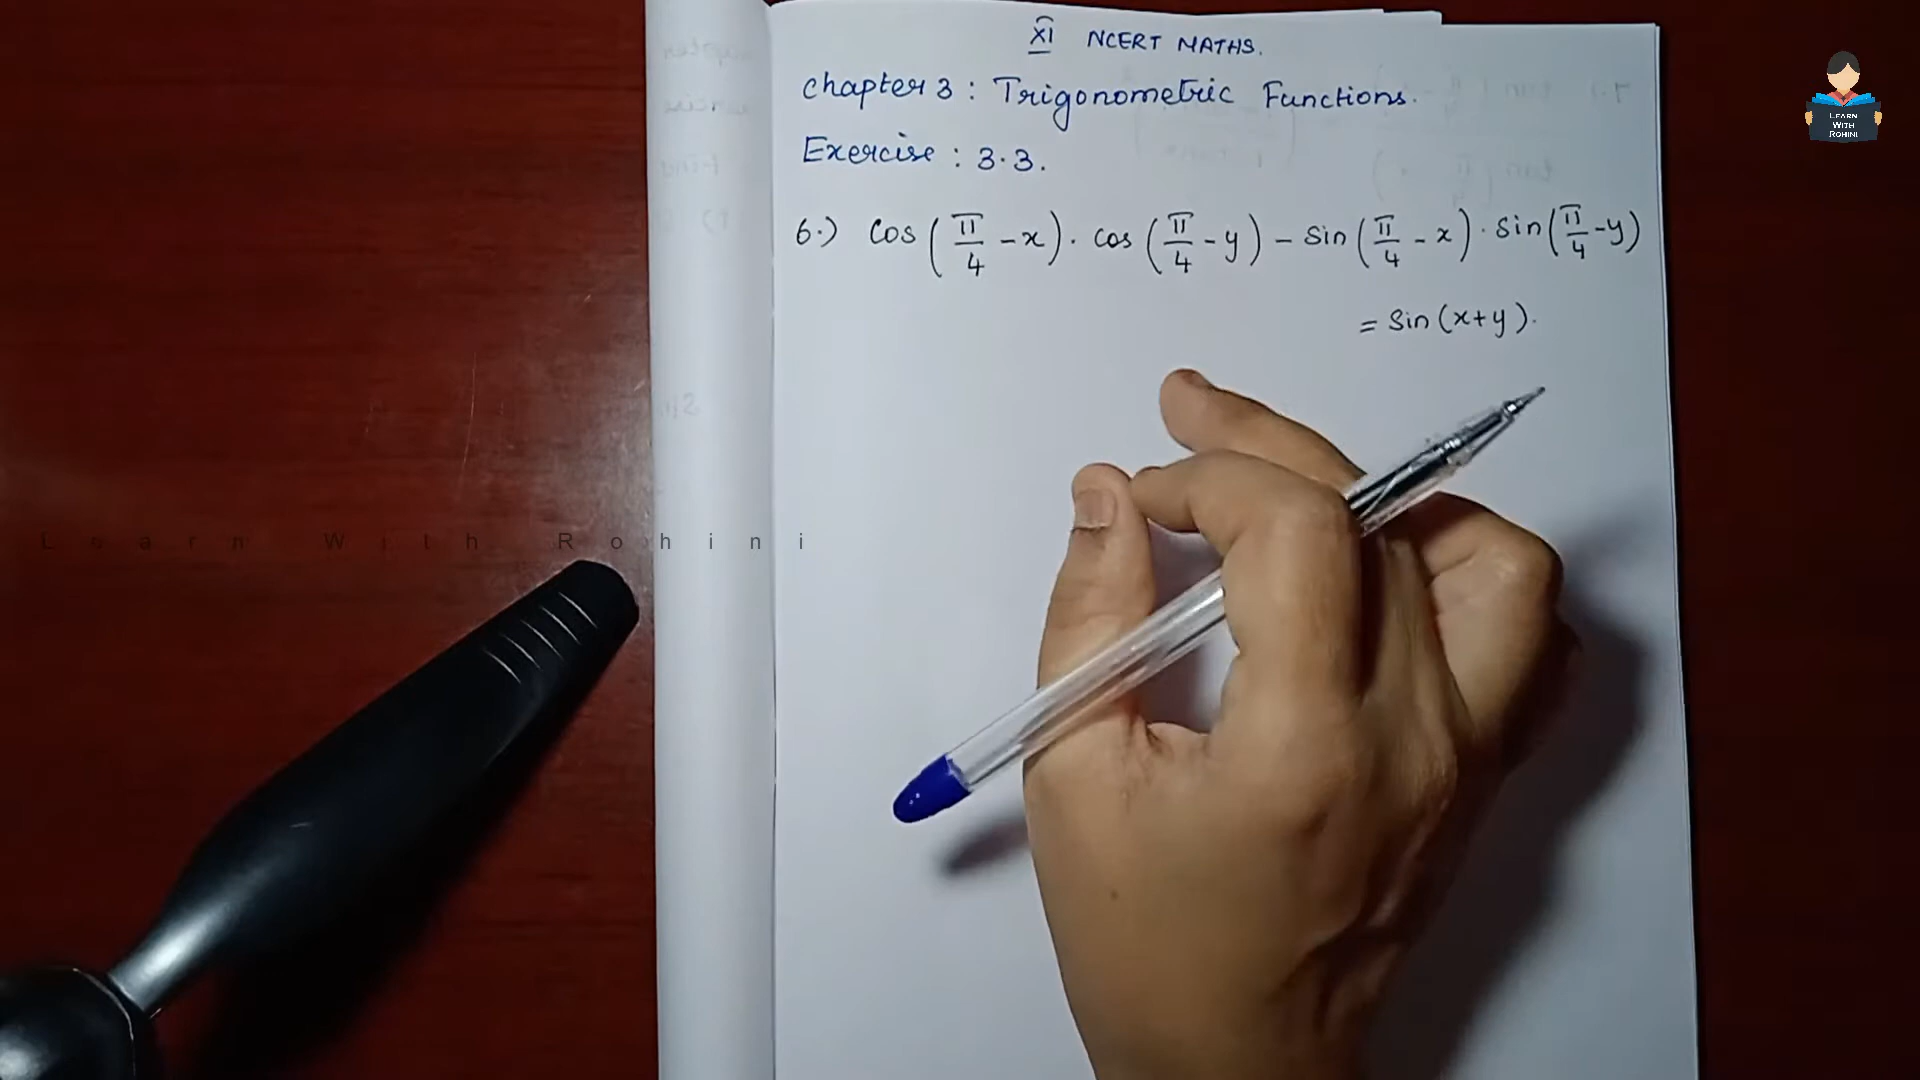 XI NCERT MATHS.
Chapter 3 : Trigonometric Functions.
Exercise : 3.3.
6.) Cos (π/4 - x) . cos (π/4 - y) - sin (π/4 - x) . sin (π/4 - y)
= sin (x+y).
LEARN
WITH
ROHINI
Learn With Rohini